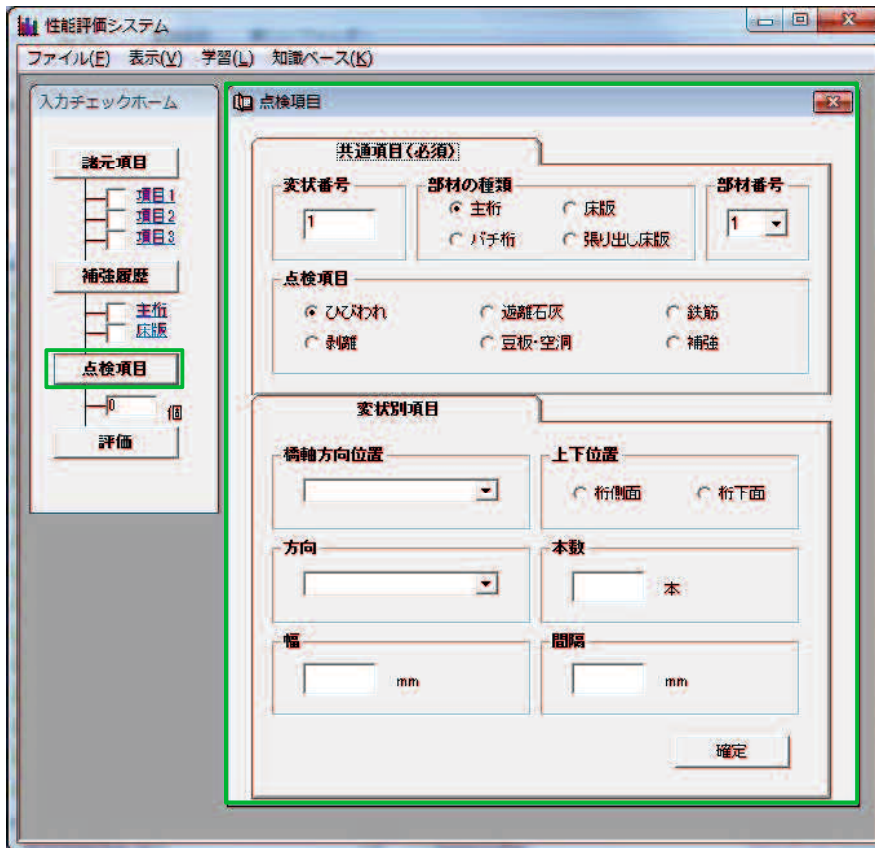 性能評価システム
ファイル(F) 表示(V) 学習(L) 知識ベース(K)
入力チェックホーム
諸元項目
項目1
項目2
項目3
補強履歴
主桁
床版
点検項目
0 個
評価
点検項目
共通項目(必須)
変状番号
1
部材の種類
主桁 床版
バチ桁 張り出し床版
部材番号
1
点検項目
ひびわれ 遊離石灰 鉄筋
剥離 豆板・空洞 補強
変状別項目
橋軸方向位置
上下位置
桁側面 桁下面
方向
本数
本
幅
mm
間隔
mm
確定